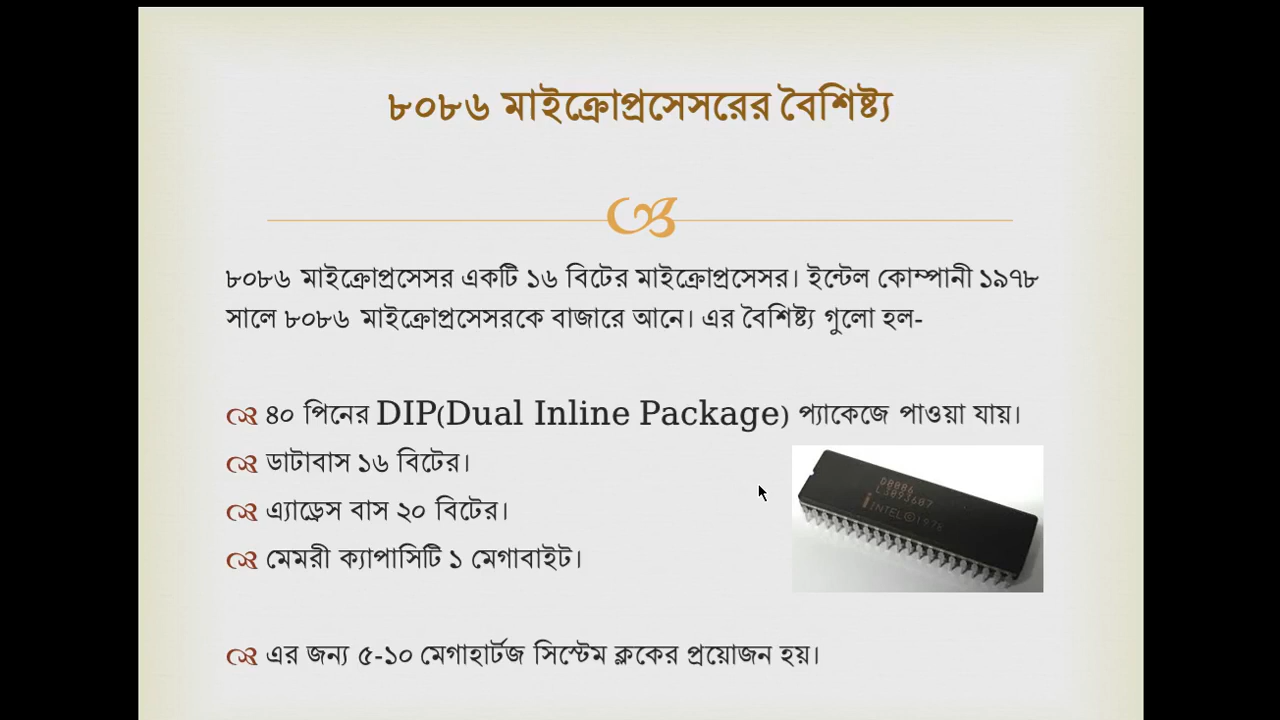 ৮০৮৬ মাইক্রোপ্রসেসরের বৈশিষ্ট্য
৮০৮৬ মাইক্রোপ্রসেসর একটি ১৬ বিটের মাইক্রোপ্রসেসর। ইন্টেল কোম্পানী ১৯৭৮
সালে ৮০৮৬ মাইক্রোপ্রসেসরকে বাজারে আনে। এর বৈশিষ্ট্য গুলো হল-
৪০ পিনের DIP(Dual Inline Package) প্যাকেজে পাওয়া যায়।
ডাটাবাস ১৬ বিটের।
এ্যাড্রেস বাস ২০ বিটের।
মেমরী ক্যাপাসিটি ১ মেগাবাইট।
D8086
INTEL©1978
এর জন্য ৫-১০ মেগাহার্টজ সিস্টেম ক্লকের প্রয়োজন হয়।